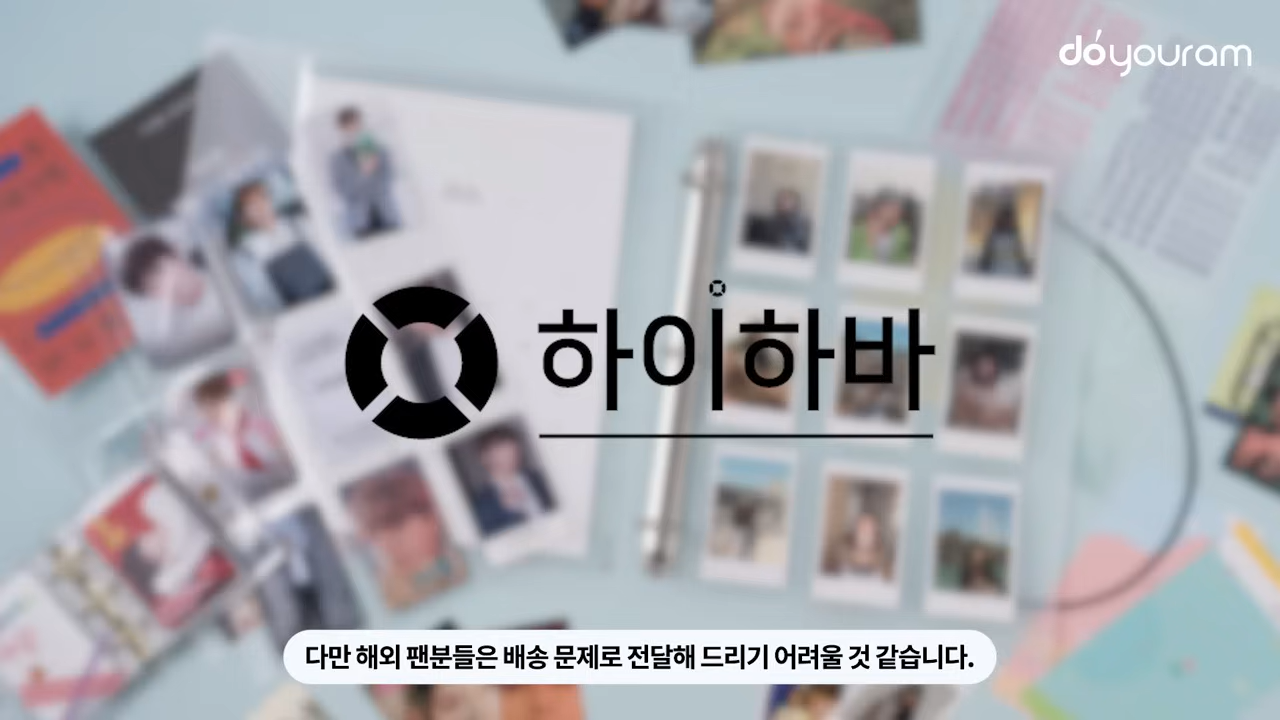 dóyouram
하이하바
다만 해외 팬분들은 배송 문제로 전달해 드리기 어려울 것 같습니다.